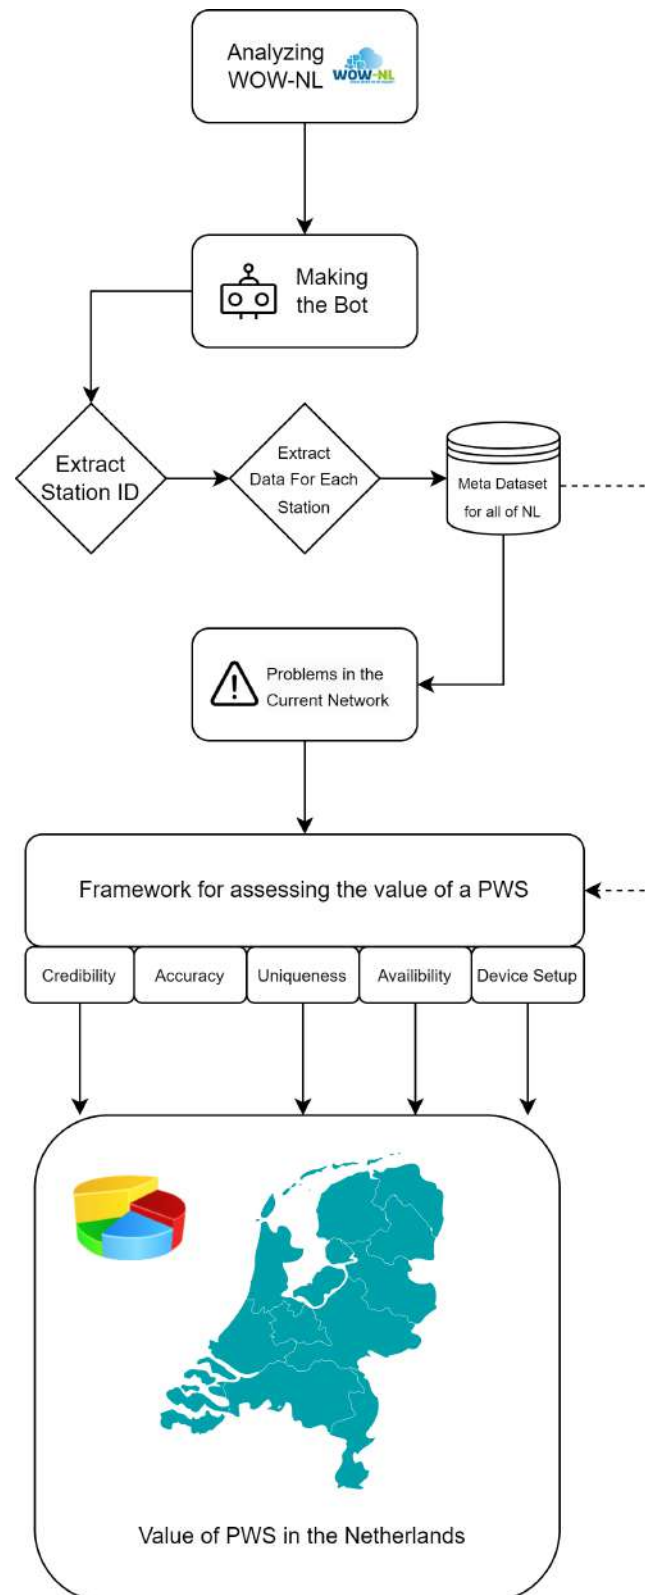 Analyzing
WOW-NL
WOW-NL
Making
the Bot
Extract
Station ID
Extract
Data For Each
Station
Meta Dataset
for all of NL
Problems in the
Current Network
Framework for assessing the value of a PWS
Credibility
Accuracy
Uniqueness
Availibility
Device Setup
Value of PWS in the Netherlands